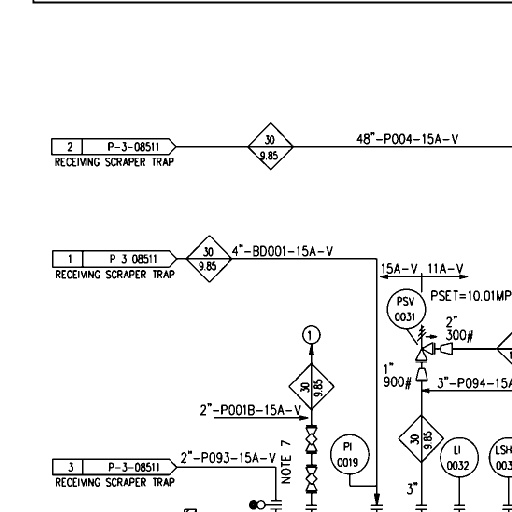 30
48"-P004-15A-V
2 P-3-08511
9.85
RECEIVING SCRAPER TRAP
30
4"-BD001-15A-V
1 P 3 08511
9.85
RECEIVING SCRAPER TRAP
15A-V 11A-V
PSV
0031
PSET=10.01MP
2"
300#
1
1"
900#
30
9.85
3"-P094-15A
2"-P001B-15A-V
30
9.85
NOTE 7
PI
0019
LI
0032
LSH
003
2"-P093-15A-V
3 P-3-08511
RECEIVING SCRAPER TRAP
3"